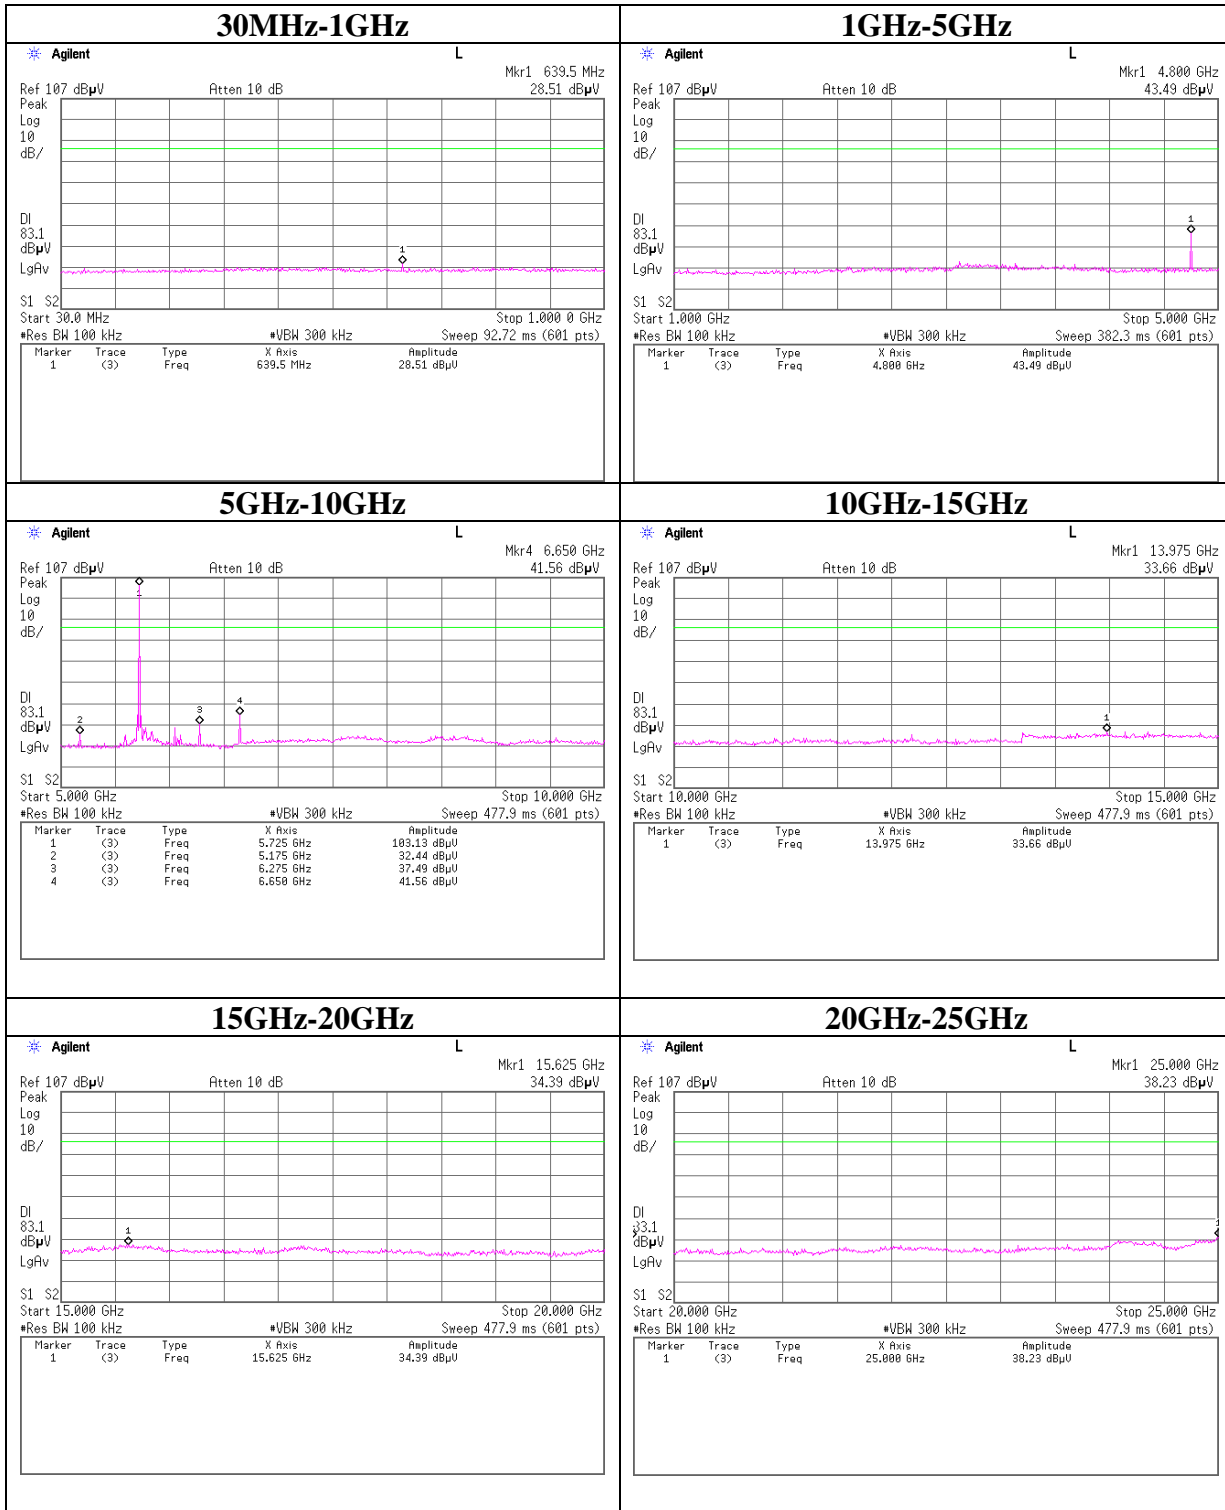 30MHz-1GHz
Agilent L
Mkr1 639.5 MHz
Ref 107 dBµV Atten 10 dB 28.51 dBµV
Peak
Log
10
dB/
DI
83.1
dBµV
LgAv
1
S1 S2
Start 30.0 MHz Stop 1.000 0 GHz
#Res BW 100 kHz #VBW 300 kHz Sweep 92.72 ms (601 pts)
Marker Trace Type X Axis Amplitude
1 (3) Freq 639.5 MHz 28.51 dBµV
1GHz-5GHz
Agilent L
Mkr1 4.800 GHz
Ref 107 dBµV Atten 10 dB 43.49 dBµV
Peak
Log
10
dB/
1
DI
83.1
dBµV
LgAv
S1 S2
Start 1.000 GHz Stop 5.000 GHz
#Res BW 100 kHz #VBW 300 kHz Sweep 382.3 ms (601 pts)
Marker Trace Type X Axis Amplitude
1 (3) Freq 4.800 GHz 43.49 dBµV
5GHz-10GHz
Agilent L
Mkr4 6.650 GHz
Ref 107 dBµV Atten 10 dB 41.56 dBµV
Peak
1
Log
10
dB/
DI
83.1
dBµV
LgAv
2 3 4
S1 S2
Start 5.000 GHz Stop 10.000 GHz
#Res BW 100 kHz #VBW 300 kHz Sweep 477.9 ms (601 pts)
Marker Trace Type X Axis Amplitude
1 (3) Freq 5.725 GHz 103.13 dBµV
2 (3) Freq 5.175 GHz 32.44 dBµV
3 (3) Freq 6.275 GHz 37.49 dBµV
4 (3) Freq 6.650 GHz 41.56 dBµV
10GHz-15GHz
Agilent L
Mkr1 13.975 GHz
Ref 107 dBµV Atten 10 dB 33.66 dBµV
Peak
Log
10
dB/
DI
83.1
dBµV
LgAv
1
S1 S2
Start 10.000 GHz Stop 15.000 GHz
#Res BW 100 kHz #VBW 300 kHz Sweep 477.9 ms (601 pts)
Marker Trace Type X Axis Amplitude
1 (3) Freq 13.975 GHz 33.66 dBµV
15GHz-20GHz
Agilent L
Mkr1 15.625 GHz
Ref 107 dBµV Atten 10 dB 34.39 dBµV
Peak
Log
10
dB/
DI
83.1
dBµV
LgAv
1
S1 S2
Start 15.000 GHz Stop 20.000 GHz
#Res BW 100 kHz #VBW 300 kHz Sweep 477.9 ms (601 pts)
Marker Trace Type X Axis Amplitude
1 (3) Freq 15.625 GHz 34.39 dBµV
20GHz-25GHz
Agilent L
Mkr1 25.000 GHz
Ref 107 dBµV Atten 10 dB 38.23 dBµV
Peak
Log
10
dB/
DI
83.1
dBµV
LgAv
1
S1 S2
Start 20.000 GHz Stop 25.000 GHz
#Res BW 100 kHz #VBW 300 kHz Sweep 477.9 ms (601 pts)
Marker Trace Type X Axis Amplitude
1 (3) Freq 25.000 GHz 38.23 dBµV